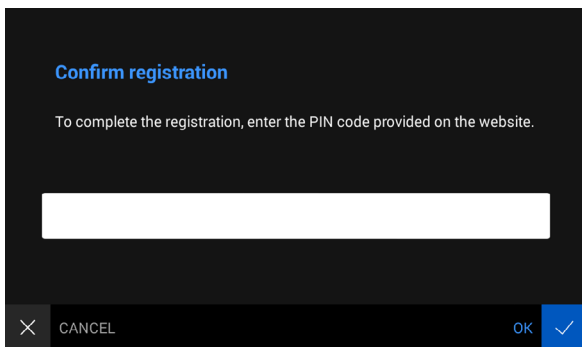 Confirm registration
To complete the registration, enter the PIN code provided on the website.
CANCEL
OK